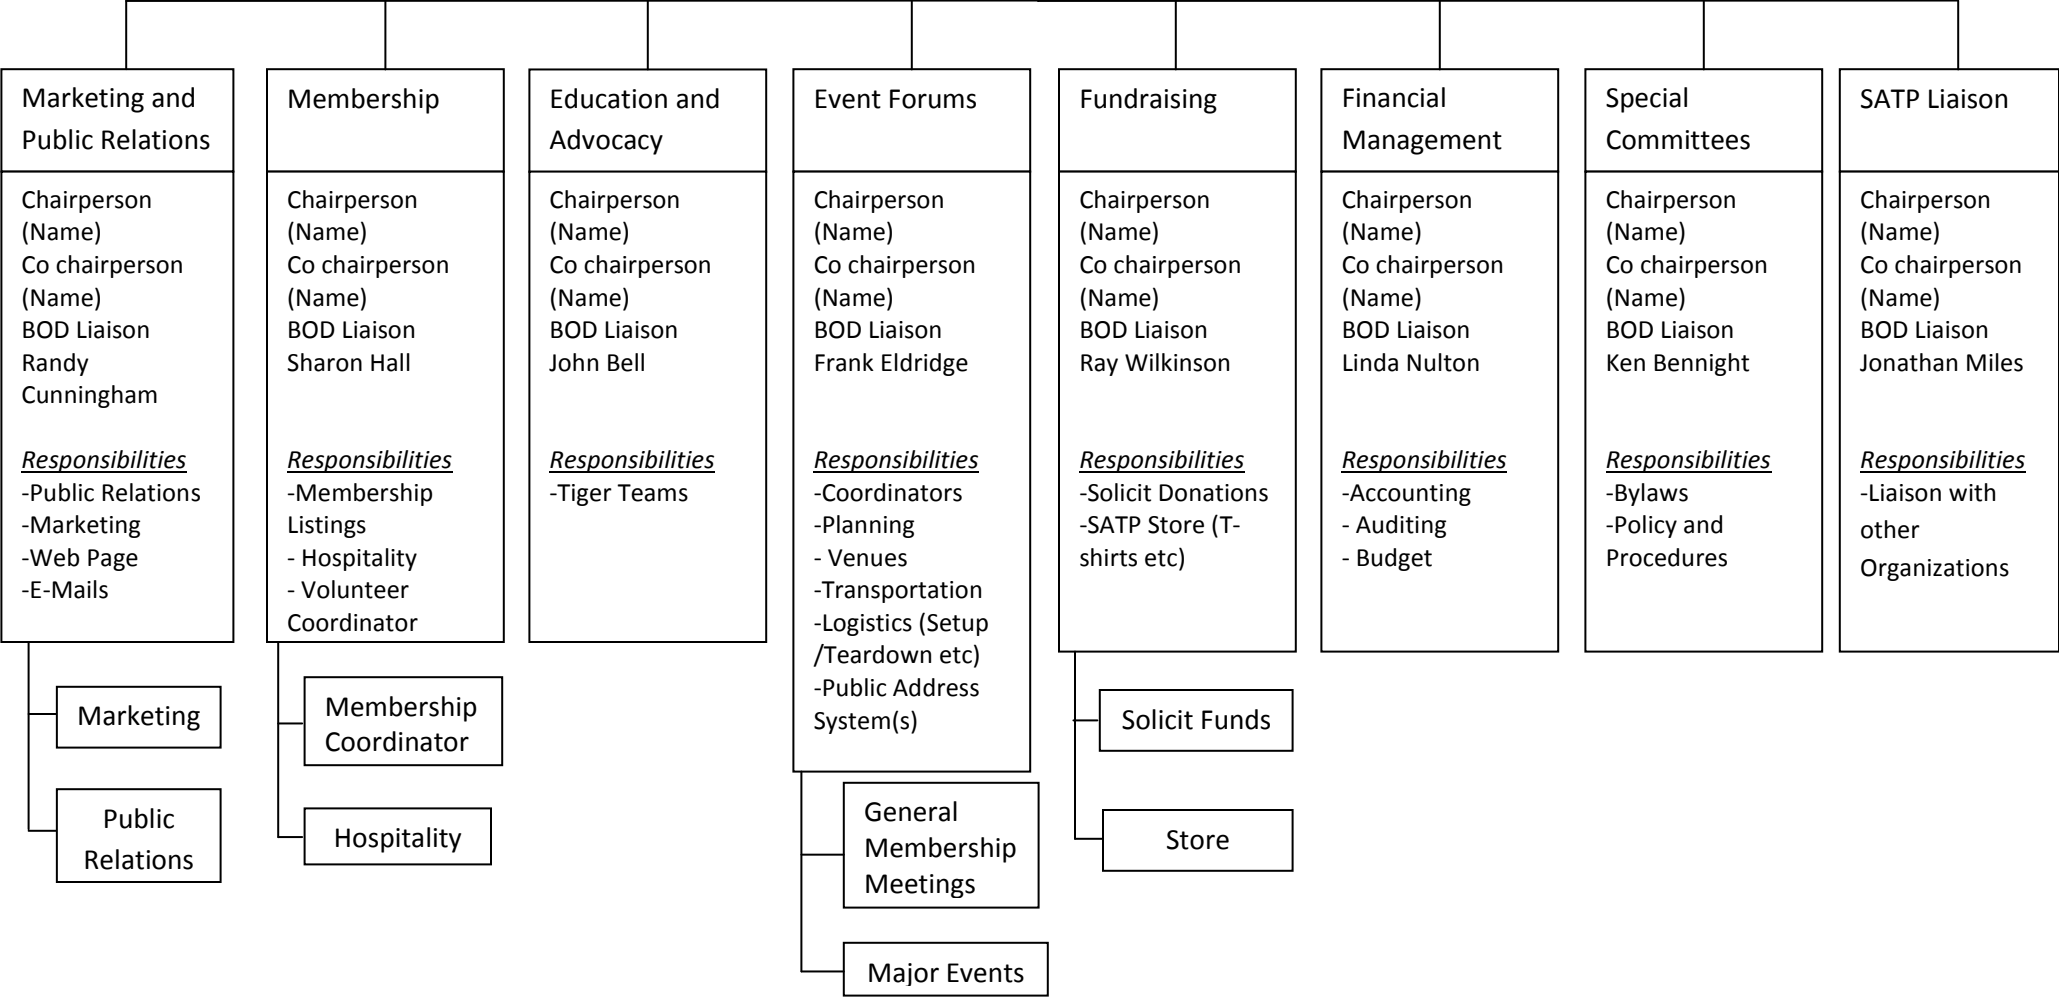 Marketing and
Public Relations
Chairperson
(Name)
Co chairperson
(Name)
BOD Liaison
Randy
Cunningham
Responsibilities
-Public Relations
-Marketing
-Web Page
-E-Mails
Marketing
Public
Relations
Membership
Chairperson
(Name)
Co chairperson
(Name)
BOD Liaison
Sharon Hall
Responsibilities
-Membership
Listings
- Hospitality
- Volunteer
Coordinator
Membership
Coordinator
Hospitality
Education and
Advocacy
Chairperson
(Name)
Co chairperson
(Name)
BOD Liaison
John Bell
Responsibilities
-Tiger Teams
Event Forums
Chairperson
(Name)
Co chairperson
(Name)
BOD Liaison
Frank Eldridge
Responsibilities
-Coordinators
-Planning
- Venues
-Transportation
-Logistics (Setup
/Teardown etc)
-Public Address
System(s)
General
Membership
Meetings
Major Events
Fundraising
Chairperson
(Name)
Co chairperson
(Name)
BOD Liaison
Ray Wilkinson
Responsibilities
-Solicit Donations
-SATP Store (T-
shirts etc)
Solicit Funds
Store
Financial
Management
Chairperson
(Name)
Co chairperson
(Name)
BOD Liaison
Linda Nulton
Responsibilities
-Accounting
- Auditing
- Budget
Special
Committees
Chairperson
(Name)
Co chairperson
(Name)
BOD Liaison
Ken Bennight
Responsibilities
-Bylaws
-Policy and
Procedures
SATP Liaison
Chairperson
(Name)
Co chairperson
(Name)
BOD Liaison
Jonathan Miles
Responsibilities
-Liaison with
other
Organizations